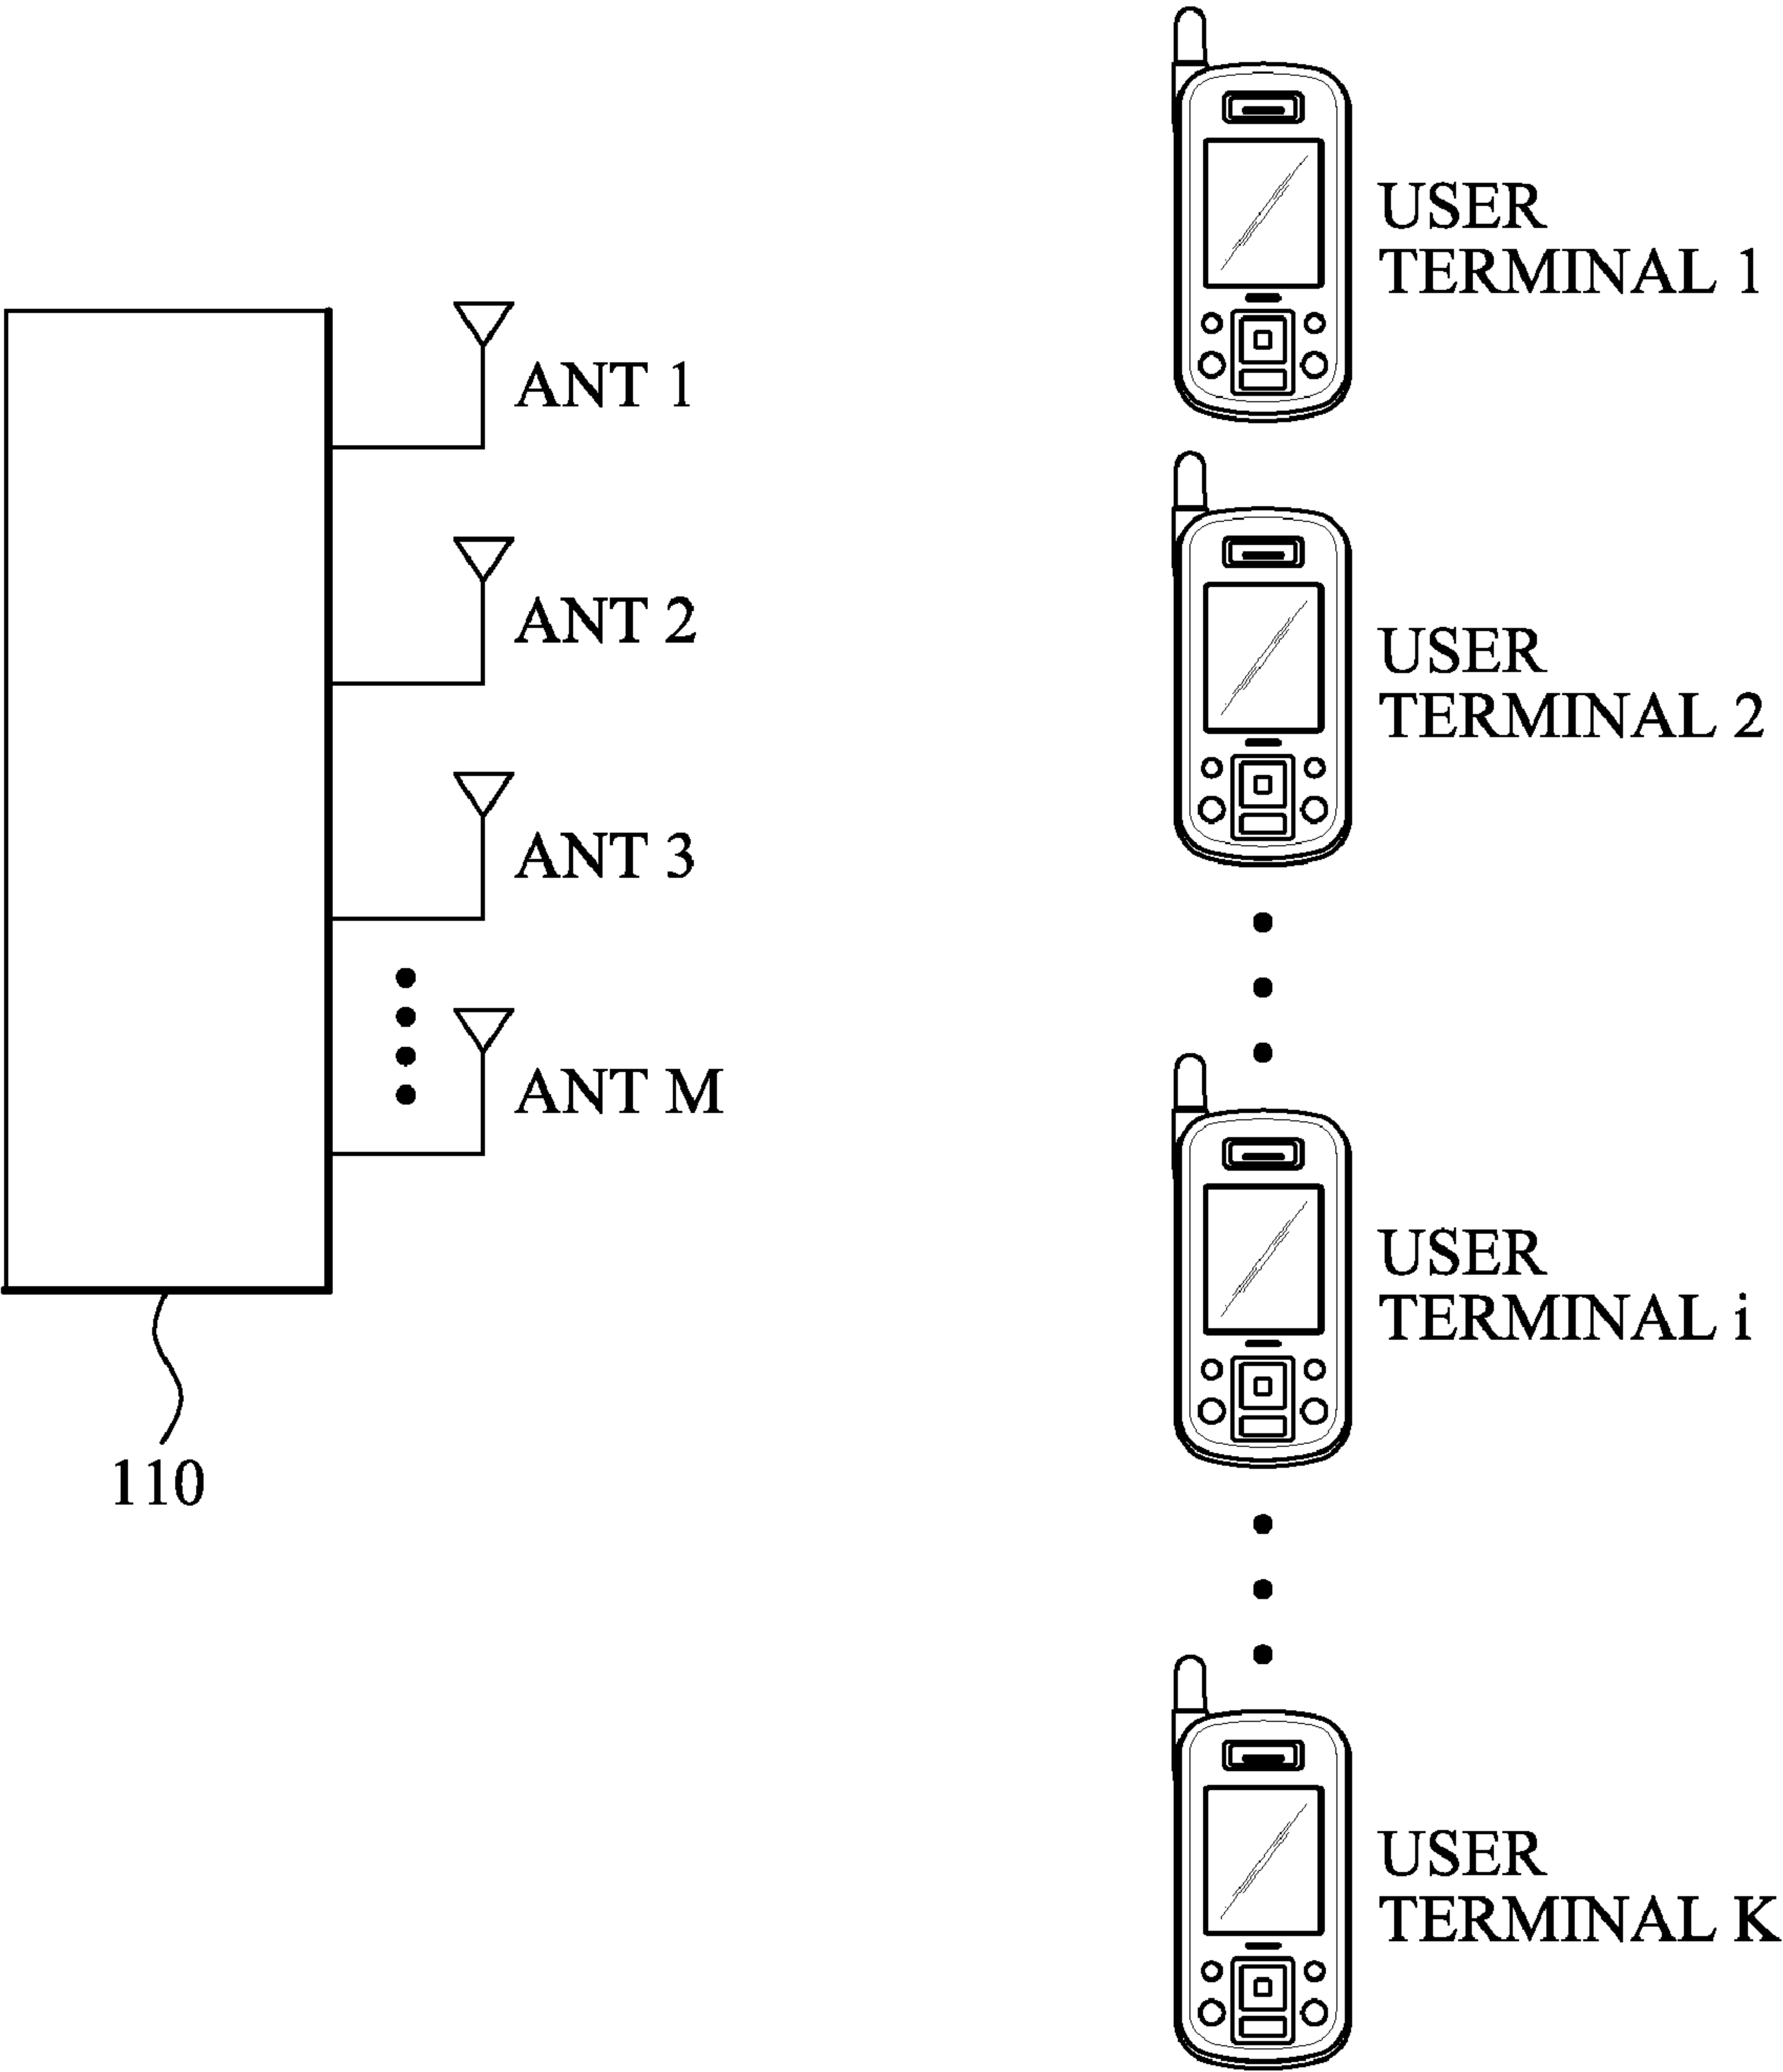 ANT 1
ANT 2
ANT 3
ANT M
110
USER
TERMINAL 1
USER
TERMINAL 2
USER
TERMINAL i
USER
TERMINAL K